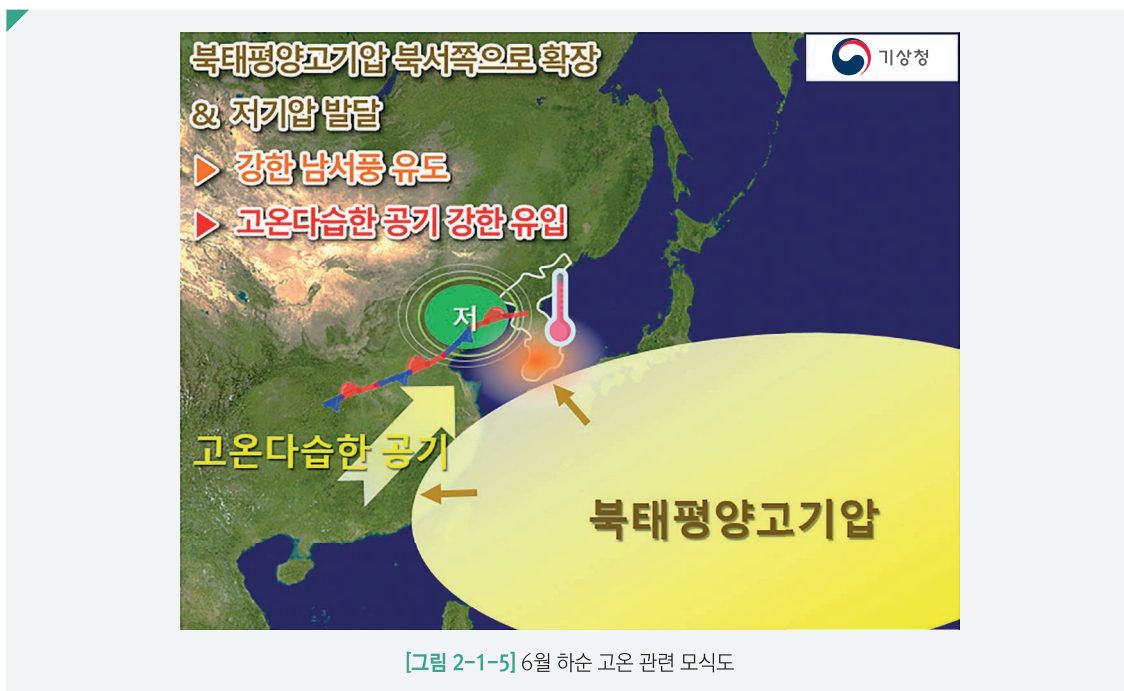 북태평양고기압 북서쪽으로 확장
& 저기압 발달
▶ 강한 남서풍 유도
▶ 고온다습한 공기 강한 유입
기상청
저
고온다습한 공기
북태평양고기압
[그림 2-1-5] 6월 하순 고온 관련 모식도